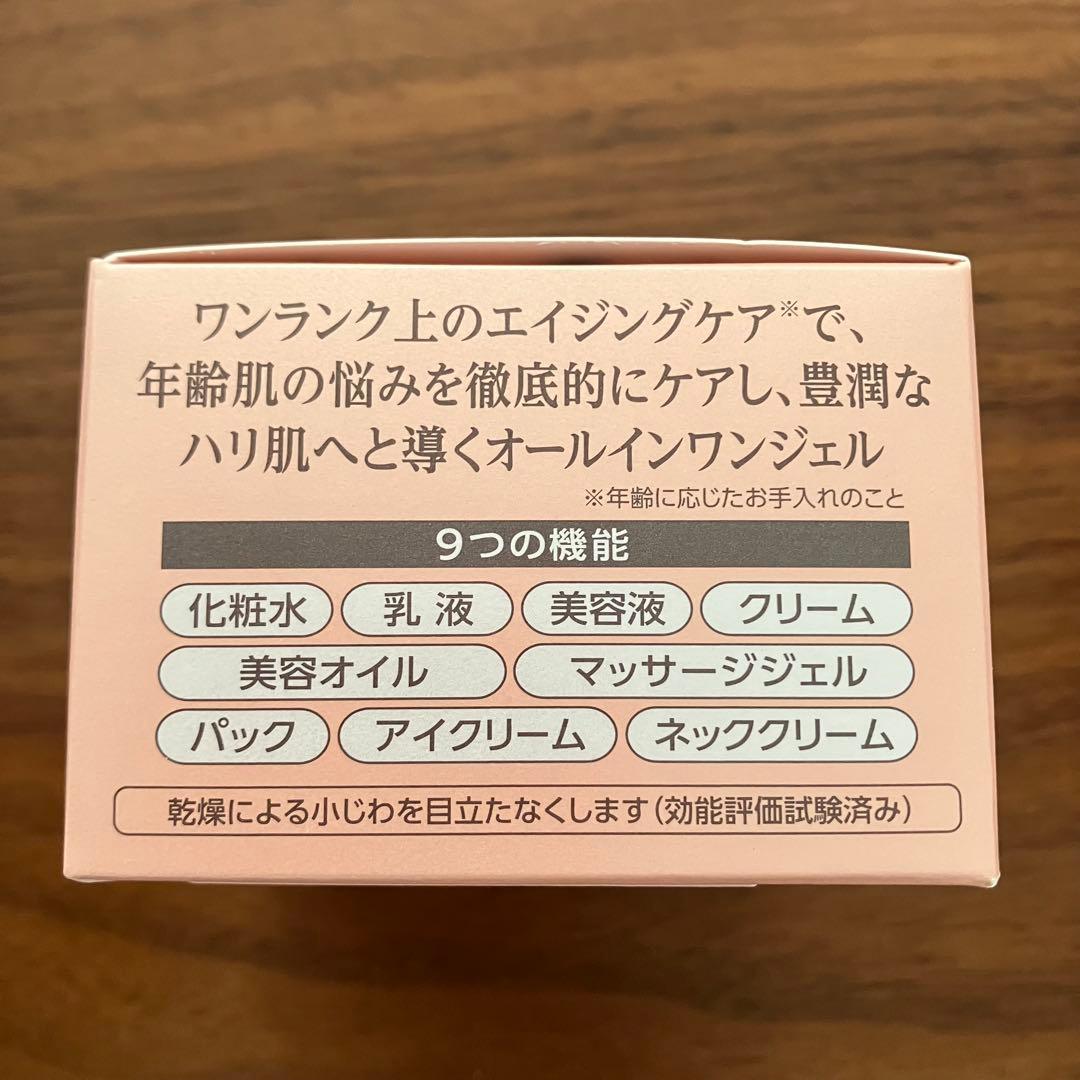 ワンランク上のエイジングケア※で、
年齢肌の悩みを徹底的にケアし、豊潤な
ハリ肌へと導くオールインワンジェル
※年齢に応じたお手入れのこと
9つの機能
化粧水 乳液 美容液 クリーム
美容オイル マッサージジェル
パック アイクリーム ネッククリーム
乾燥による小じわを目立たなくします（効能評価試験済み）